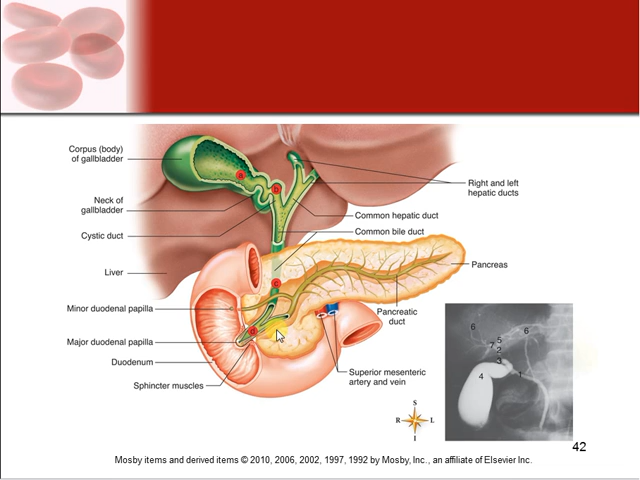 Corpus (body)
of gallbladder
a
b
Neck of
gallbladder
Right and left
hepatic ducts
Common hepatic duct
Cystic duct
Common bile duct
Liver
Pancreas
c
Minor duodenal papilla
Pancreatic
duct
d
Major duodenal papilla
Duodenum
Sphincter muscles
Superior mesenteric
artery and vein
S
R L
I
6 6
5
7
2
3
4 1
42
Mosby items and derived items © 2010, 2006, 2002, 1997, 1992 by Mosby, Inc., an affiliate of Elsevier Inc.